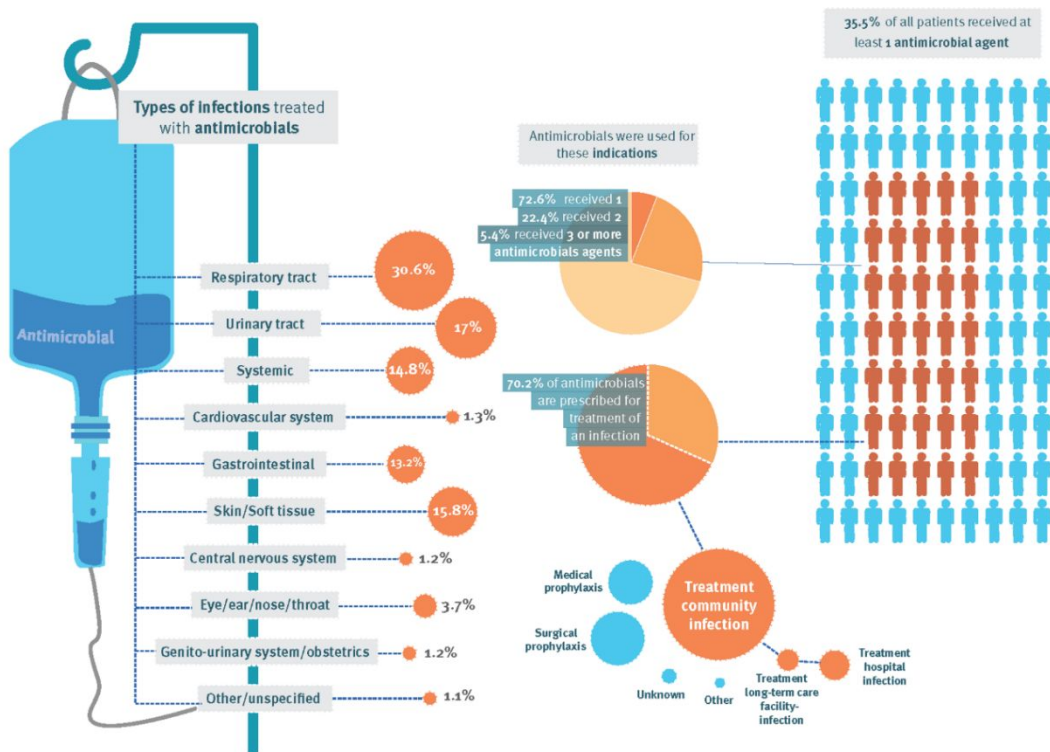 35.5% of all patients received at
least 1 antimicrobial agent
Types of infections treated
with antimicrobials
Antimicrobials were used for
these indications
72.6% received 1
22.4% received 2
5.4% received 3 or more
antimicrobials agents
Antimicrobial
Respiratory tract
30.6%
Urinary tract
17%
Systemic
14.8%
Cardiovascular system
1.3%
Gastrointestinal
13.2%
Skin/Soft tissue
15.8%
Central nervous system
1.2%
Eye/ear/nose/throat
3.7%
Genito-urinary system/obstetrics
1.2%
Other/unspecified
1.1%
70.2% of antimicrobials
are prescribed for
treatment of
an infection
Medical
prophylaxis
Surgical
prophylaxis
Unknown
Other
Treatment
community
infection
Treatment
long-term care
facility-
infection
Treatment
hospital
infection